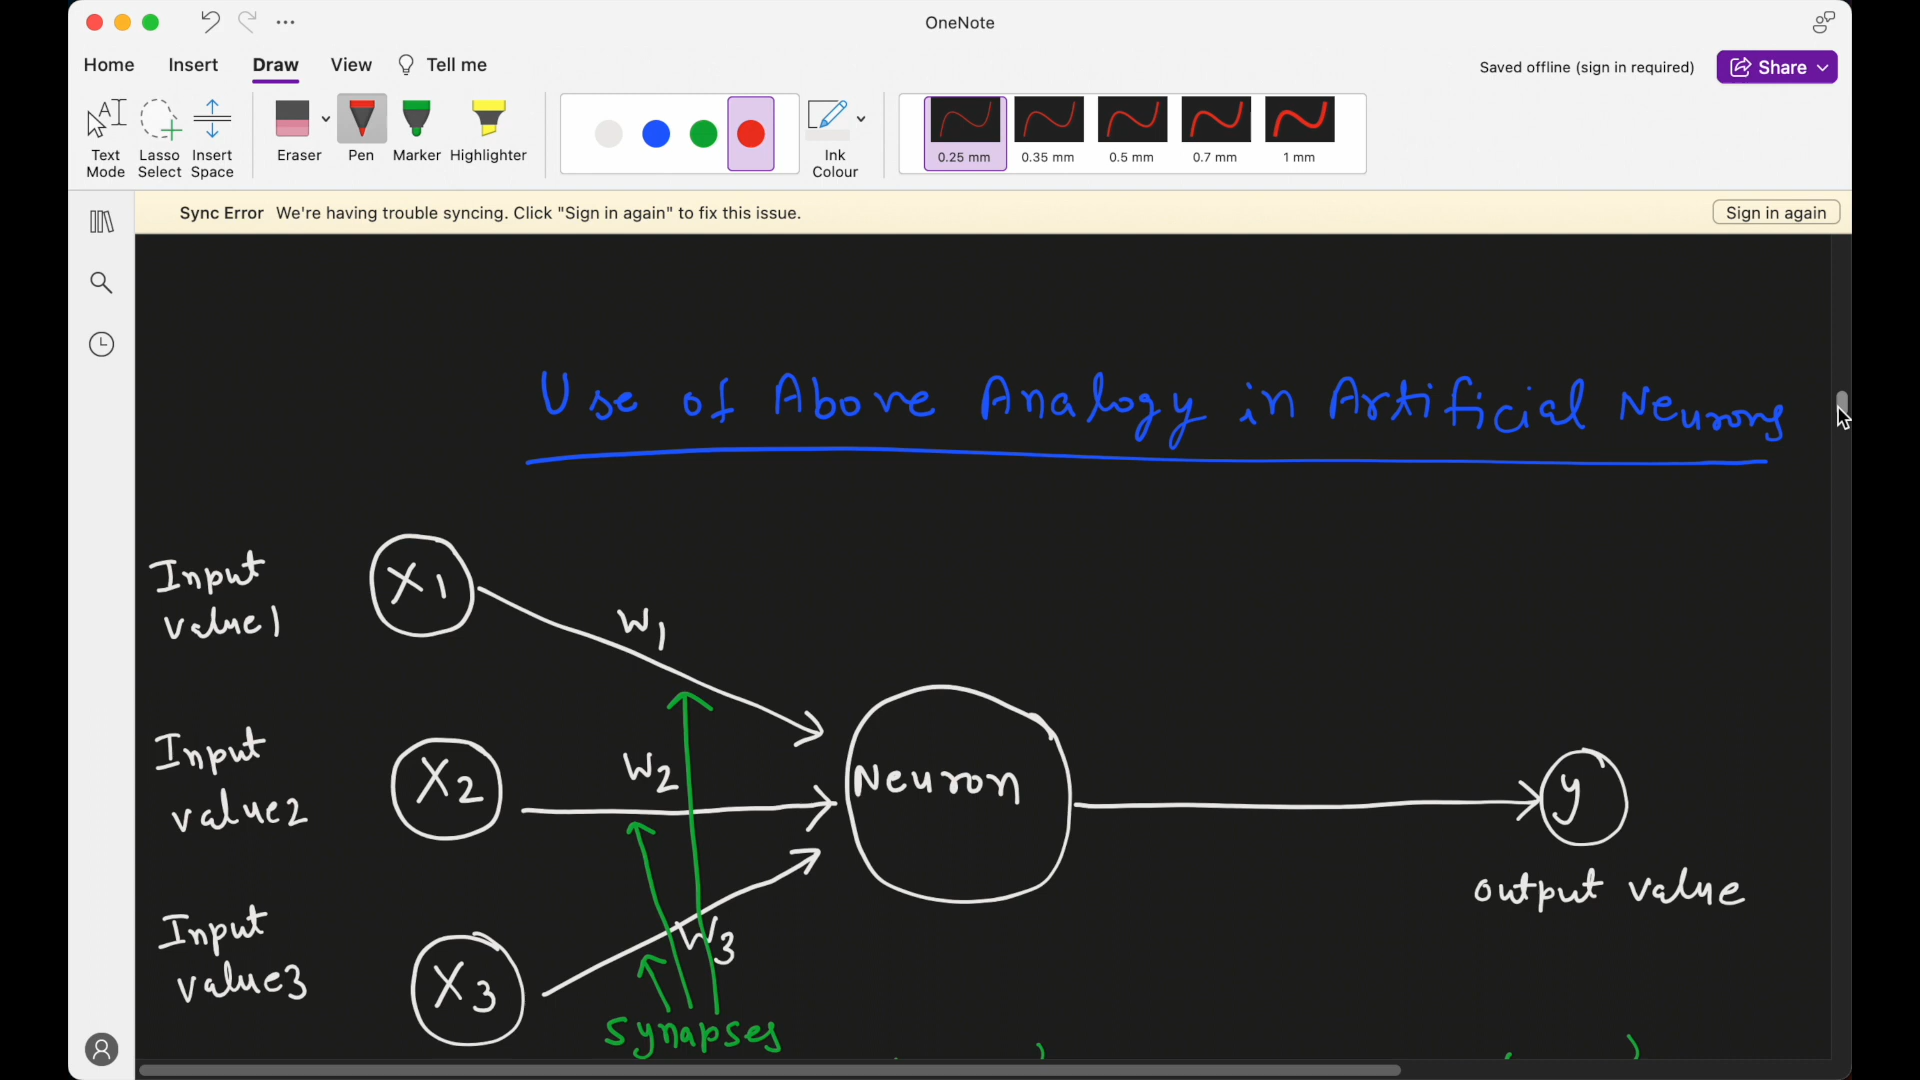 OneNote
Home Insert Draw View Tell me
Saved offline (sign in required) Share
Text Mode
Lasso Select
Insert Space
Eraser
Pen
Marker
Highlighter
Ink Colour
0.25 mm
0.35 mm
0.5 mm
0.7 mm
1 mm
Sync Error We're having trouble syncing. Click "Sign in again" to fix this issue.
Sign in again
Use of Above Analogy in Artificial Neurons
Input
value1
X1
W1
Input
value2
X2
W2
Neuron
y
output value
Input
value3
X3
W3
Synapses